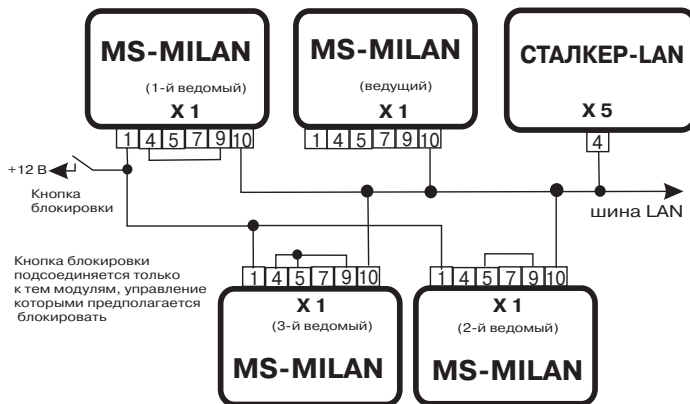 MS-MILAN
(1-й ведомый)
X 1
1 4 5 7 9 10
MS-MILAN
(ведущий)
X 1
1 4 5 7 9 10
СТАЛКЕР-LAN
X 5
4
+12 В
Кнопка
блокировки
шина LAN
Кнопка блокировки
подсоединяется только
к тем модулям, управление
которыми предполагается
блокировать
1 4 5 7 9 10
X 1
(3-й ведомый)
MS-MILAN
1 4 5 7 9 10
X 1
(2-й ведомый)
MS-MILAN